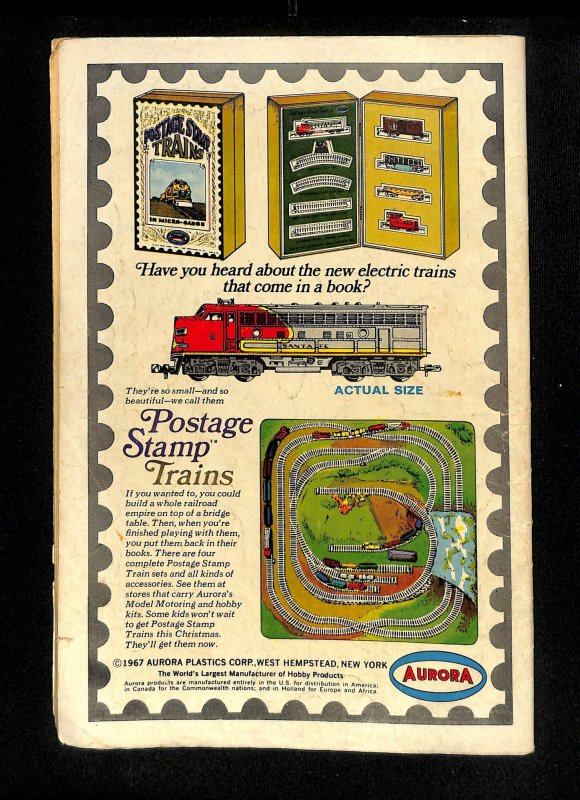 POSTAGE STAMP
TRAINS
IN MICRO-GAUGE
Have you heard about the new electric trains
that come in a book?
SANTA FE
ACTUAL SIZE
They're so small—and so
beautiful—we call them
Postage
Stamp™
Trains
If you wanted to, you could
build a whole railroad
empire on top of a bridge
table. Then, when you're
finished playing with them,
you put them back in their
books. There are four
complete Postage Stamp
Train sets and all kinds of
accessories. See them at
stores that carry Aurora's
Model Motoring and hobby
kits. Some kids won't wait
to get Postage Stamp
Trains this Christmas.
They'll get them now.
©1967 AURORA PLASTICS CORP., WEST HEMPSTEAD, NEW YORK
The World's Largest Manufacturer of Hobby Products
Aurora products are manufactured entirely in the U.S. for distribution in America;
in Canada for the Commonwealth nations; and in Holland for Europe and Africa.
AURORA